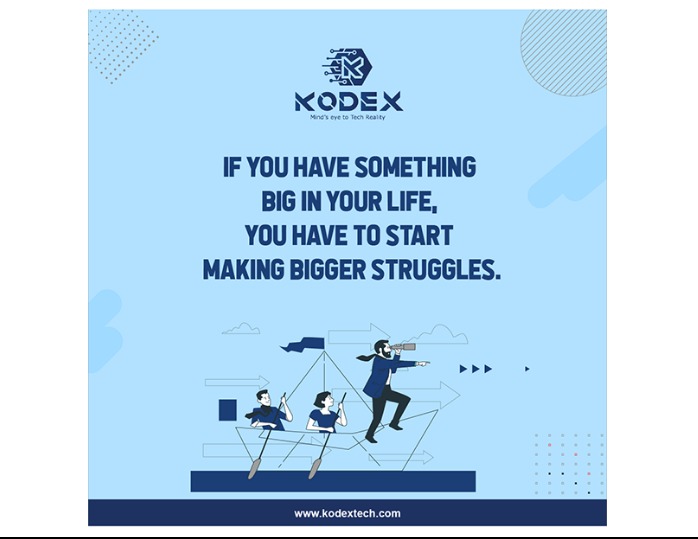 KODEX
Mind's eye to Tech Reality
IF YOU HAVE SOMETHING
BIG IN YOUR LIFE,
YOU HAVE TO START
MAKING BIGGER STRUGGLES.
www.kodextech.com